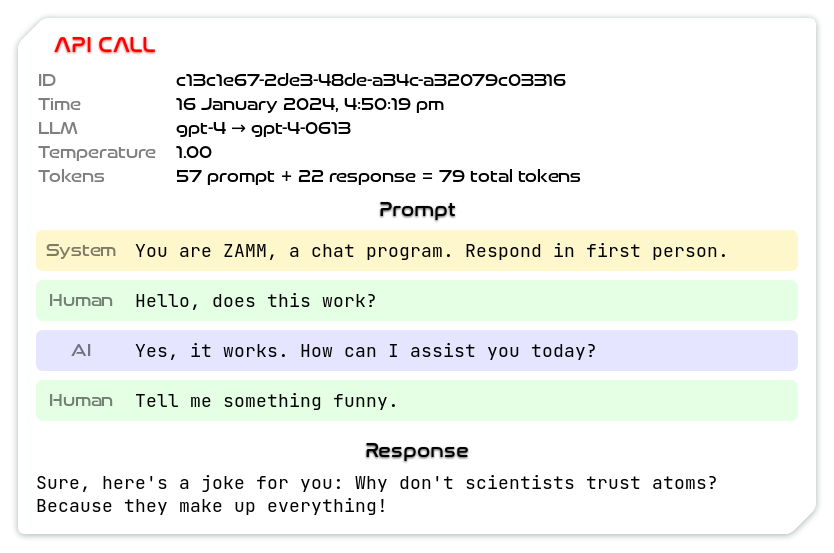 API CALL
ID c13c1e67-2de3-48de-a34c-a32079c03316
Time 16 January 2024, 4:50:19 pm
LLM gpt-4 → gpt-4-0613
Temperature 1.00
Tokens 57 prompt + 22 response = 79 total tokens
Prompt
System You are ZAMM, a chat program. Respond in first person.
Human Hello, does this work?
AI Yes, it works. How can I assist you today?
Human Tell me something funny.
Response
Sure, here's a joke for you: Why don't scientists trust atoms?
Because they make up everything!